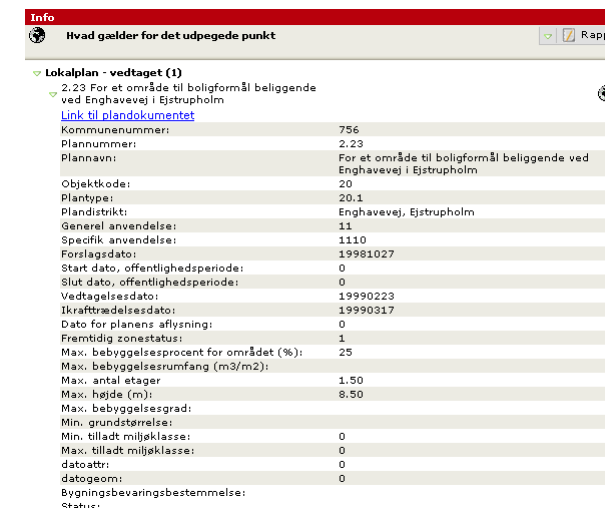 Info
Hvad gælder for det udpegede punkt
Lokalplan - vedtaget (1)
2.23 For et område til boligformål beliggende
ved Enghavevej i Ejstrupholm
Link til plandokumentet
Kommunenummer: 756
Plannummer: 2.23
Plannavn: For et område til boligformål beliggende ved
Enghavevej i Ejstrupholm
Objektkode: 20
Plantype: 20.1
Plandistrikt: Enghavevej, Ejstrupholm
Generel anvendelse: 11
Specifik anvendelse: 1110
Forslagsdato: 19981027
Start dato, offentlighedsperiode: 0
Slut dato, offentlighedsperiode: 0
Vedtagelsesdato: 19990223
Ikrafttrædelsesdato: 19990317
Dato for planens aflysning: 0
Fremtidig zonestatus: 1
Max. bebyggelsesprocent for området (%): 25
Max. bebyggelsesrumfang (m3/m2):
Max. antal etager 1.50
Max. højde (m): 8.50
Max. bebyggelsesgrad:
Min. grundstørrelse:
Min. tilladt miljøklasse: 0
Max. tilladt miljøklasse: 0
datoattr: 0
datogeom: 0
Bygningsbevaringsbestemmelse:
Status: